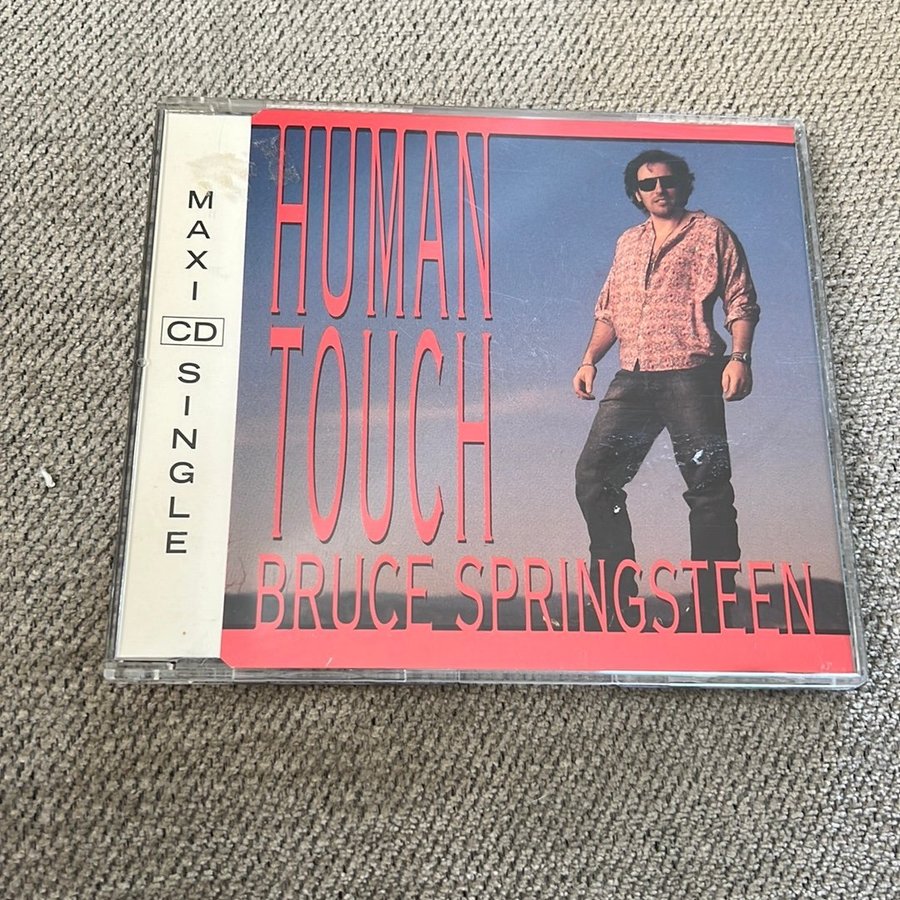 MAXI CD SINGLE
HUMAN
TOUCH
BRUCE SPRINGSTEEN